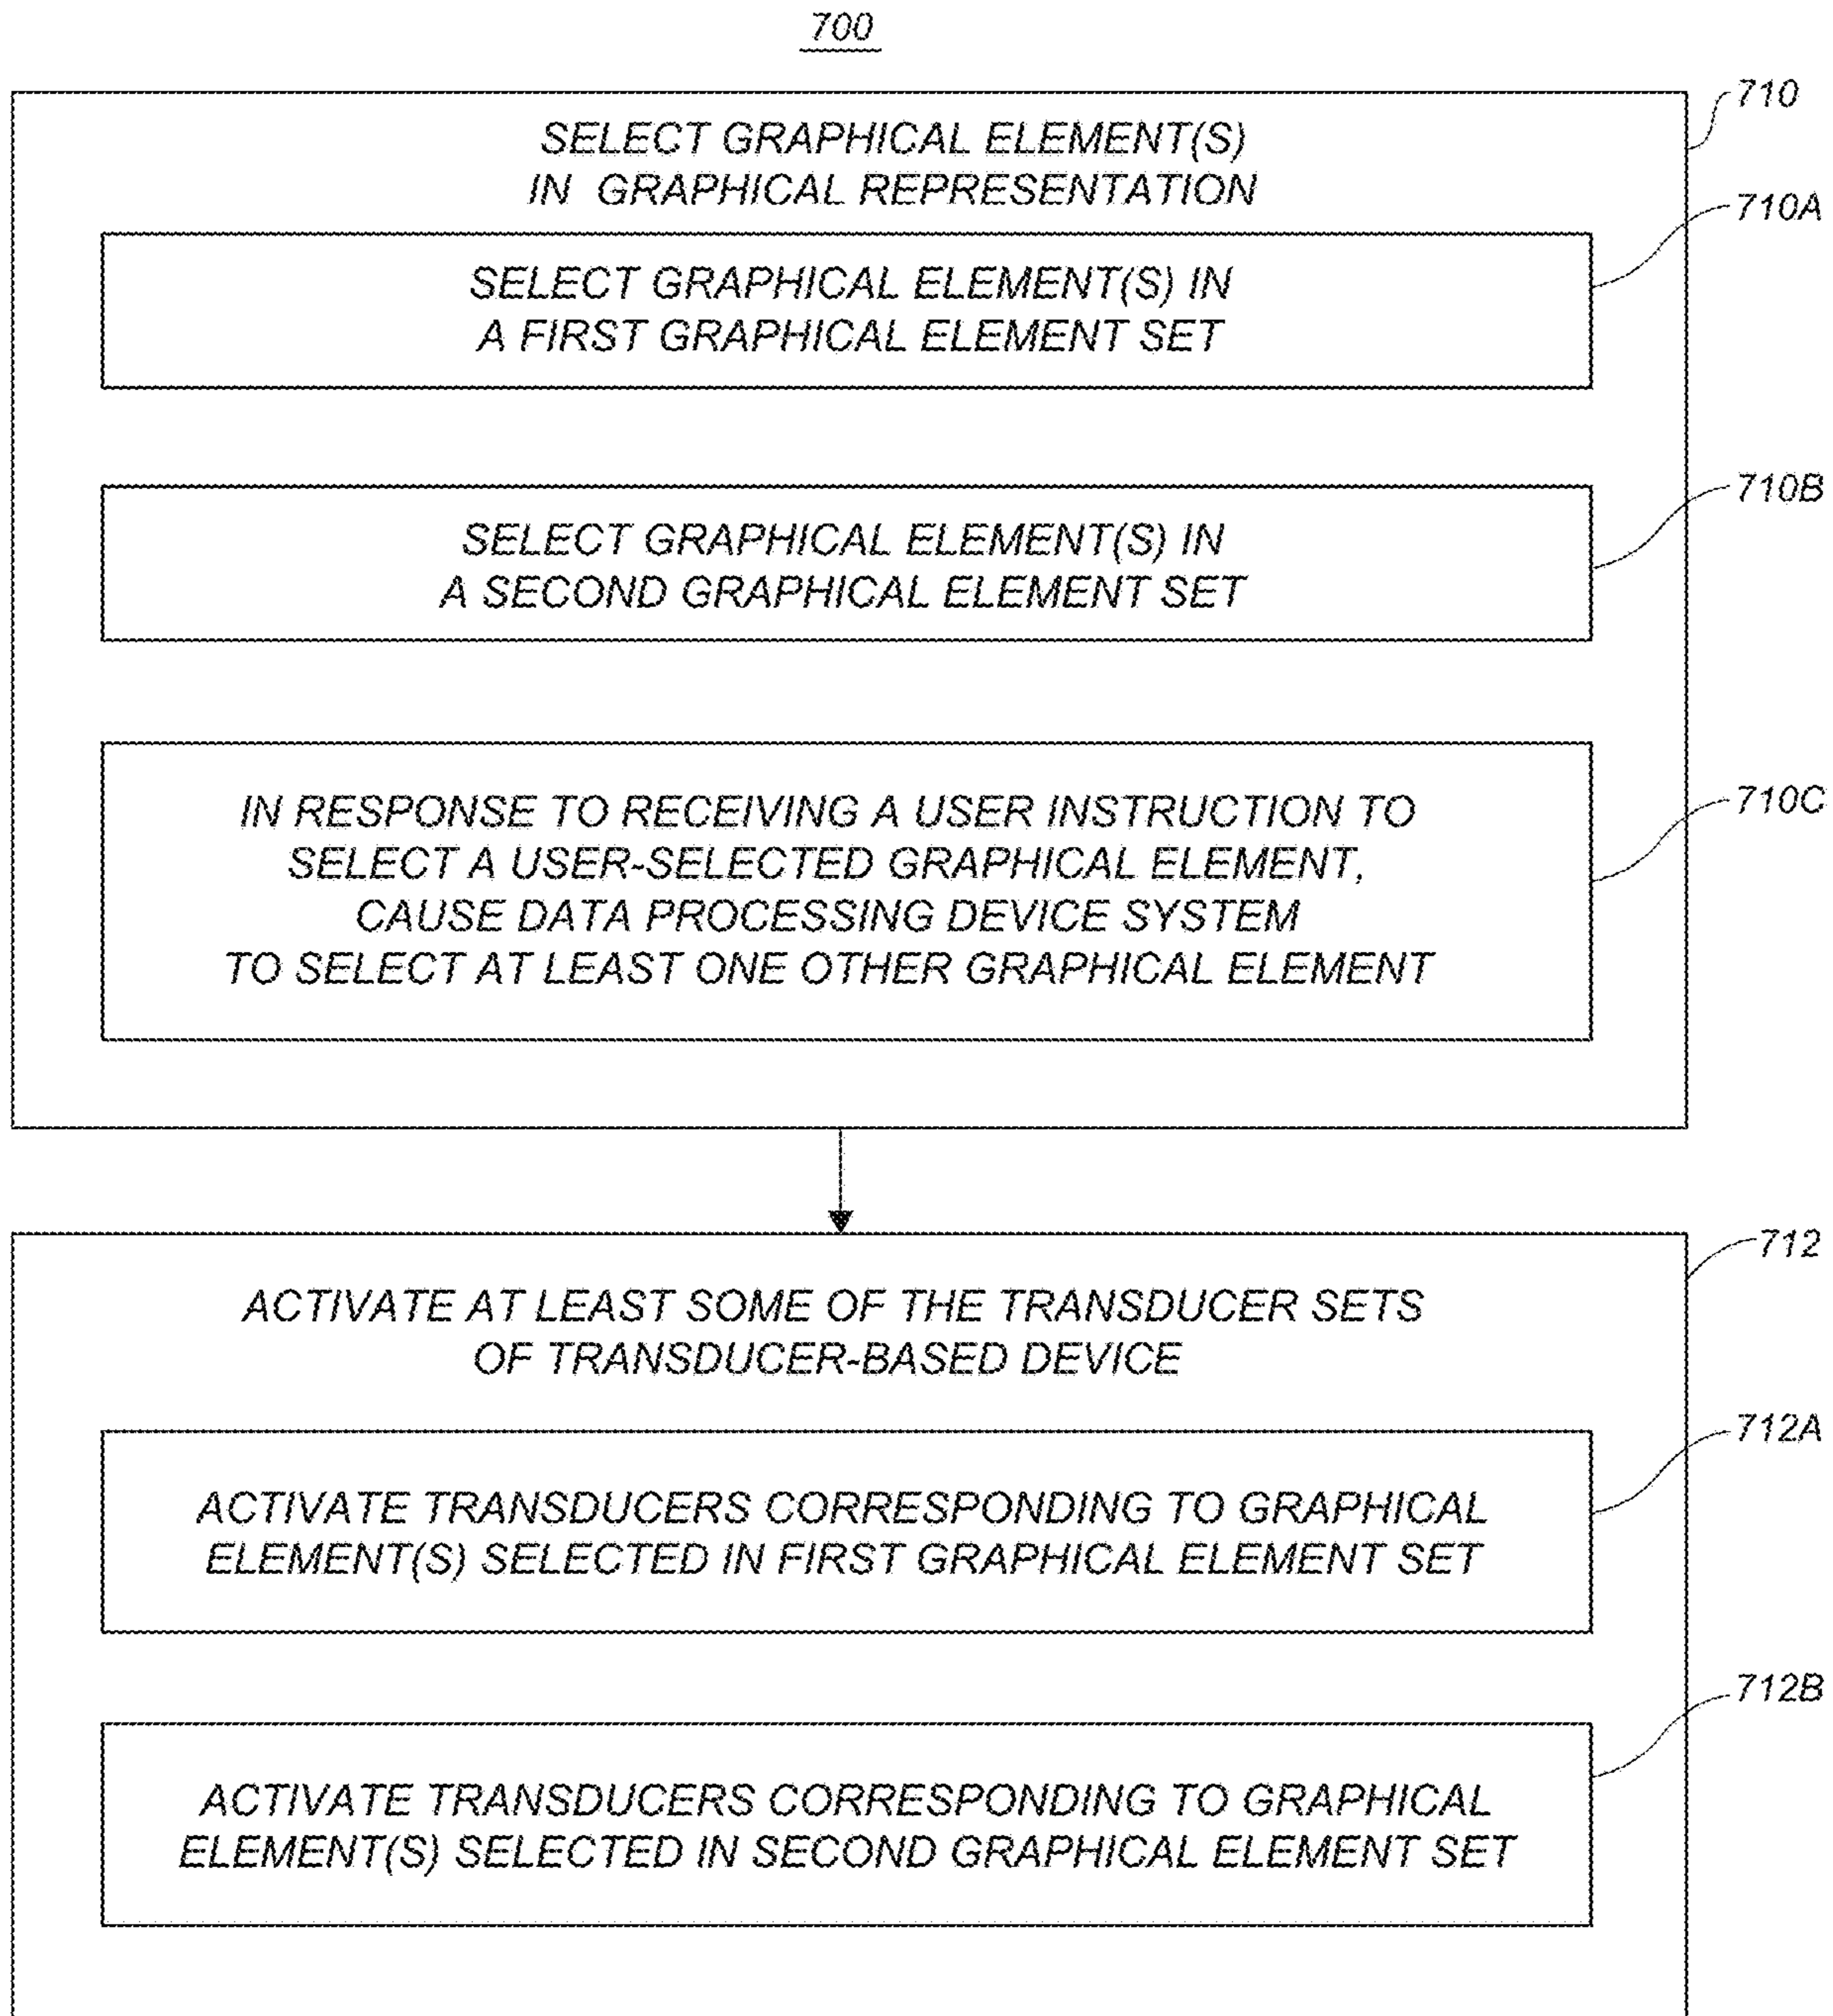 700
710
SELECT GRAPHICAL ELEMENT(S)
IN GRAPHICAL REPRESENTATION
710A
SELECT GRAPHICAL ELEMENT(S) IN
A FIRST GRAPHICAL ELEMENT SET
710B
SELECT GRAPHICAL ELEMENT(S) IN
A SECOND GRAPHICAL ELEMENT SET
710C
IN RESPONSE TO RECEIVING A USER INSTRUCTION TO
SELECT A USER-SELECTED GRAPHICAL ELEMENT,
CAUSE DATA PROCESSING DEVICE SYSTEM
TO SELECT AT LEAST ONE OTHER GRAPHICAL ELEMENT
712
ACTIVATE AT LEAST SOME OF THE TRANSDUCER SETS
OF TRANSDUCER-BASED DEVICE
712A
ACTIVATE TRANSDUCERS CORRESPONDING TO GRAPHICAL
ELEMENT(S) SELECTED IN FIRST GRAPHICAL ELEMENT SET
712B
ACTIVATE TRANSDUCERS CORRESPONDING TO GRAPHICAL
ELEMENT(S) SELECTED IN SECOND GRAPHICAL ELEMENT SET